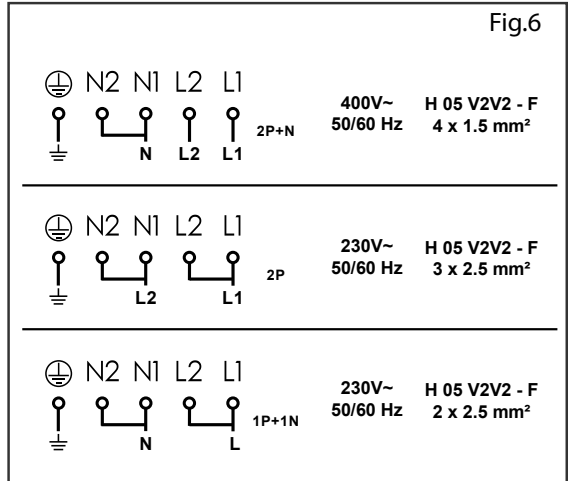 Fig.6
N2 N1 L2 L1
N L2 L1
2P+N
400V~
50/60 Hz
H 05 V2V2 - F
4 x 1.5 mm²
N2 N1 L2 L1
L2 L1
2P
230V~
50/60 Hz
H 05 V2V2 - F
3 x 2.5 mm²
N2 N1 L2 L1
N L
1P+1N
230V~
50/60 Hz
H 05 V2V2 - F
2 x 2.5 mm²